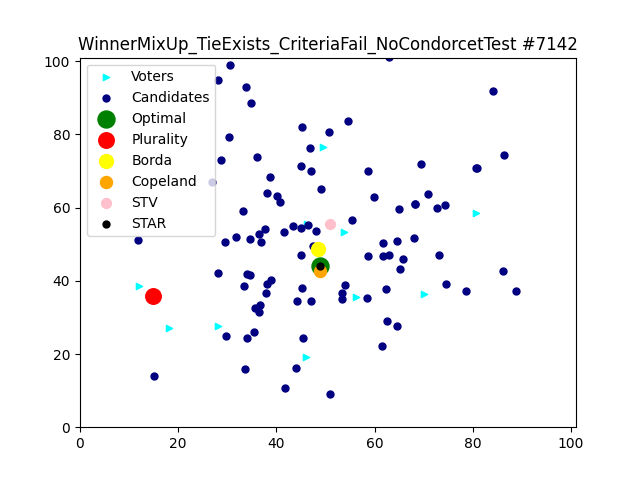 WinnerMixUp_TieExists_CriteriaFail_NoCondorcetTest #7142
100
80
60
40
20
0
Voters
Candidates
Optimal
Plurality
Borda
Copeland
STV
STAR
0 20 40 60 80 100